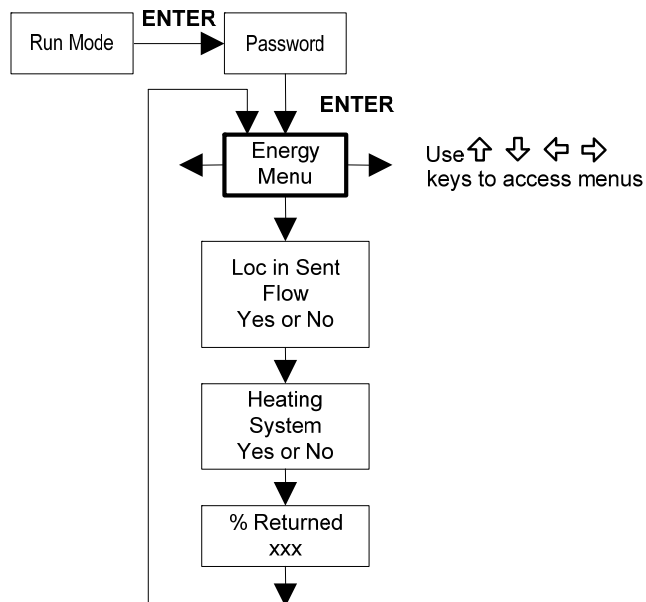 ENTER
Run Mode
Password
ENTER
Energy
Menu
Use
keys to access menus
Loc in Sent
Flow
Yes or No
Heating
System
Yes or No
% Returned
xxx